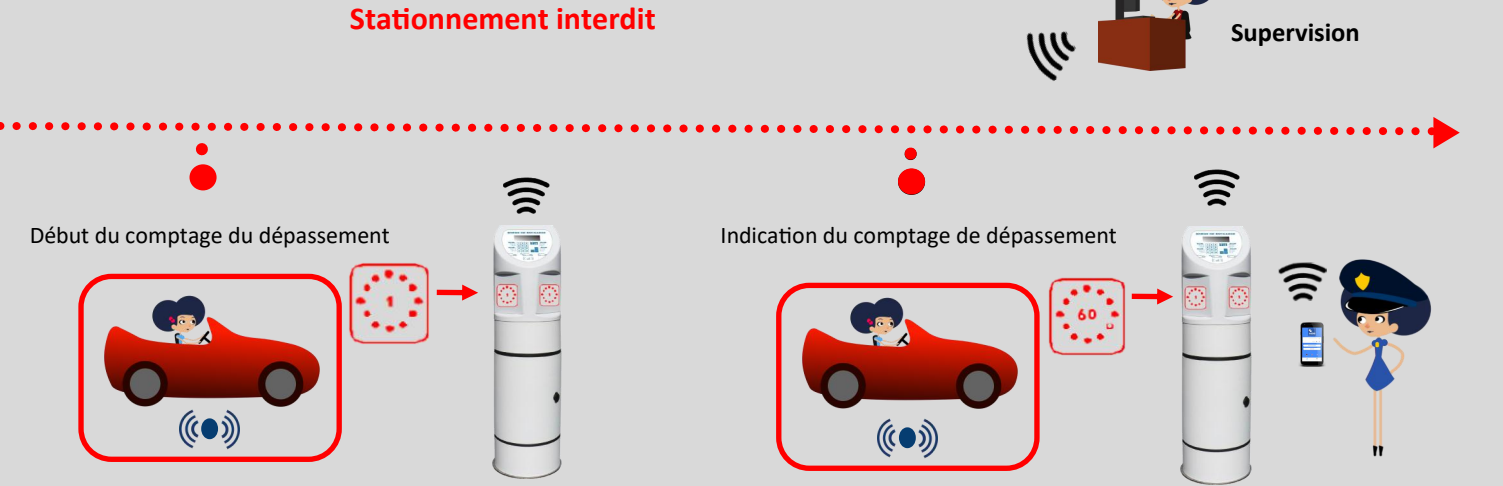 Stationnement interdit
Supervision
Début du comptage du dépassement
Indication du comptage de dépassement
1
60